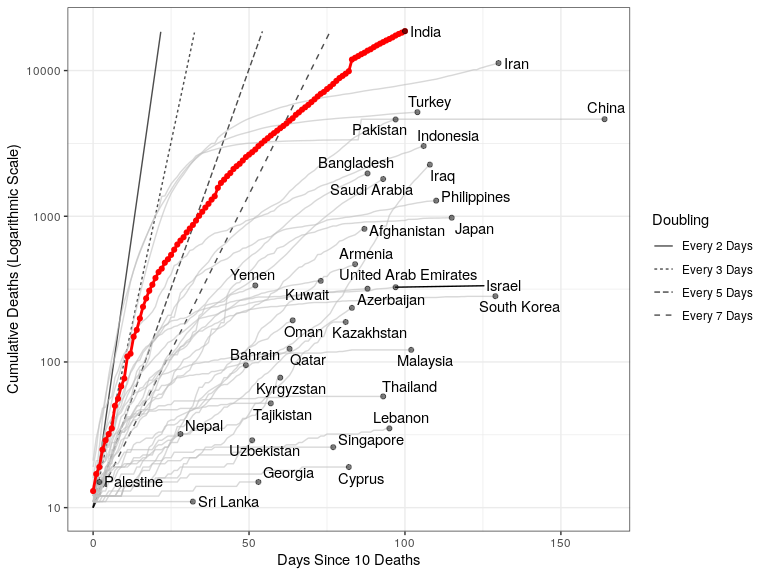 India
Iran
Turkey
China
Pakistan
Indonesia
Bangladesh
Saudi Arabia
Iraq
Philippines
Afghanistan
Japan
Armenia
Yemen
United Arab Emirates
Kuwait
Israel
Azerbaijan
South Korea
Oman
Kazakhstan
Bahrain
Qatar
Malaysia
Kyrgyzstan
Thailand
Tajikistan
Nepal
Lebanon
Uzbekistan
Singapore
Palestine
Georgia
Cyprus
Sri Lanka
10000
1000
100
10
Cumulative Deaths (Logarithmic Scale)
0
50
100
150
Days Since 10 Deaths
Doubling
Every 2 Days
Every 3 Days
Every 5 Days
Every 7 Days